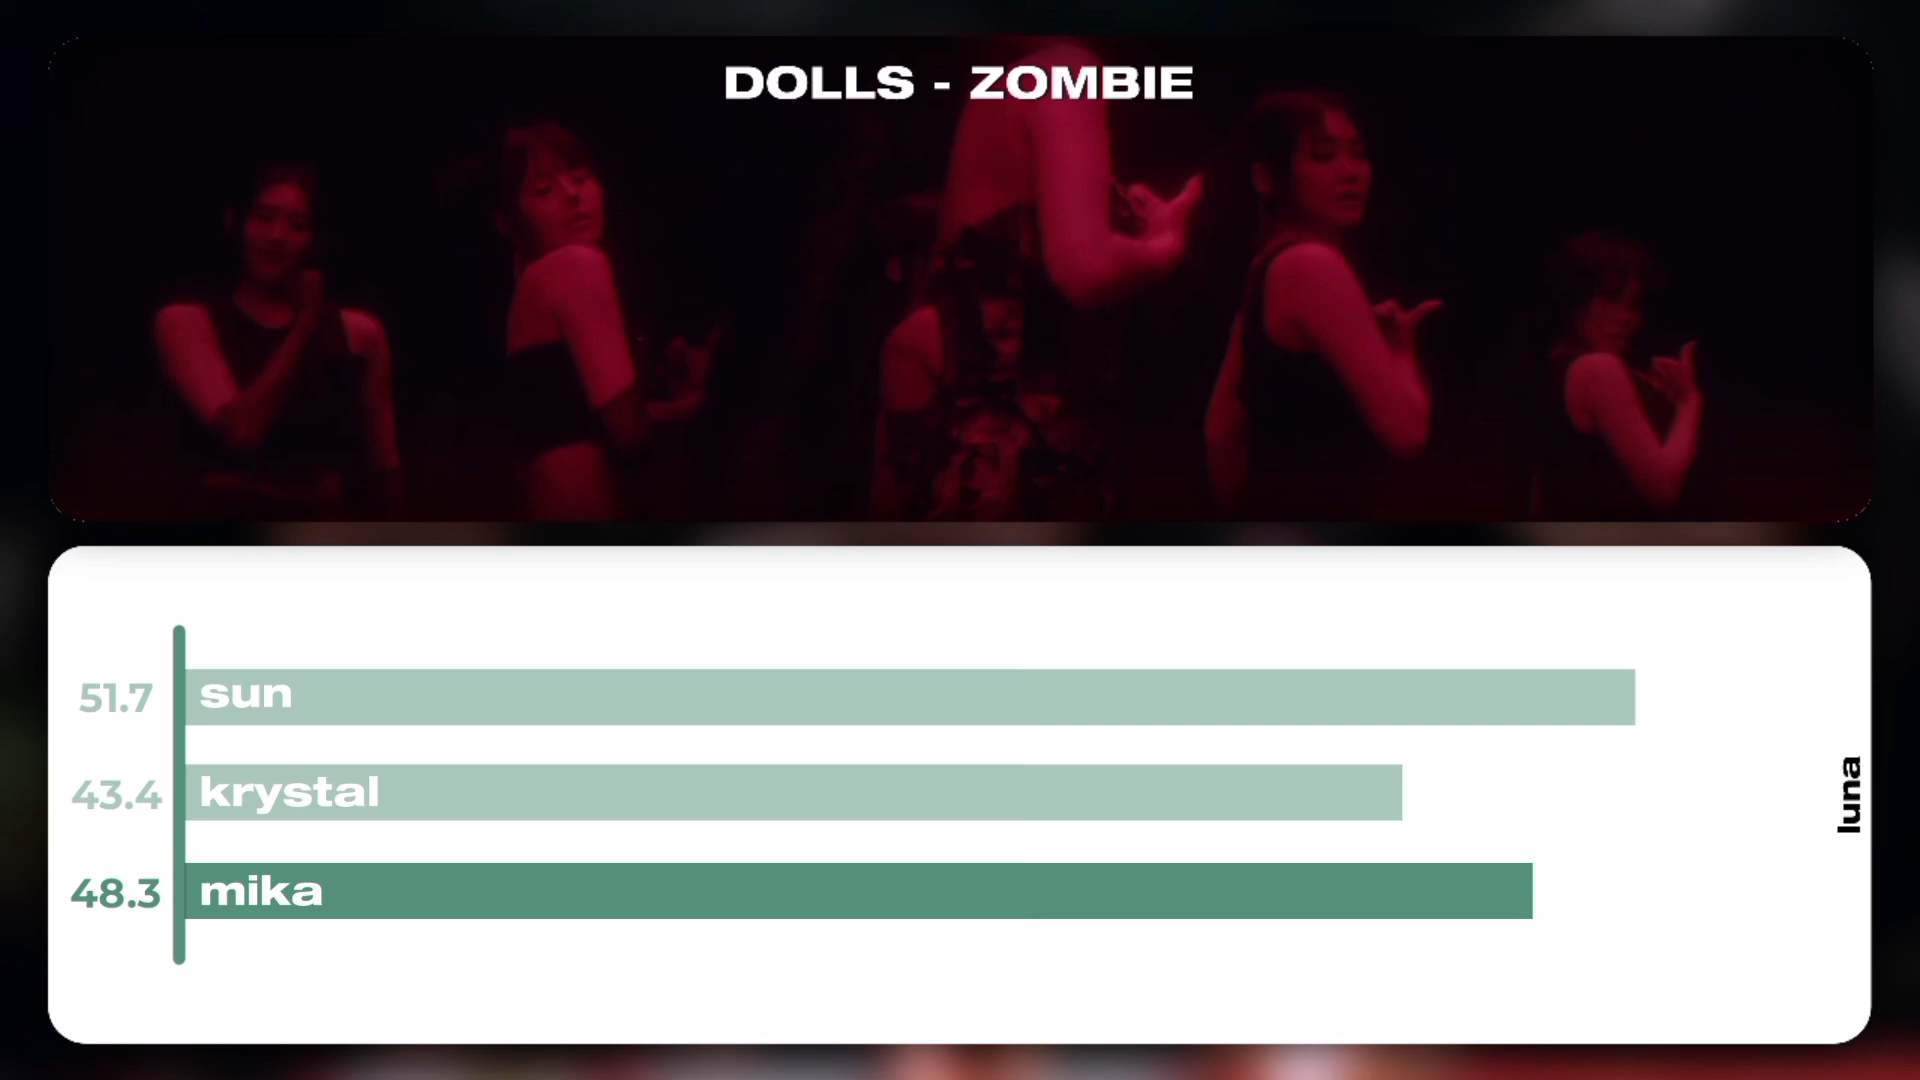 DOLLS - ZOMBIE
51.7 sun
43.4 krystal
48.3 mika
luna